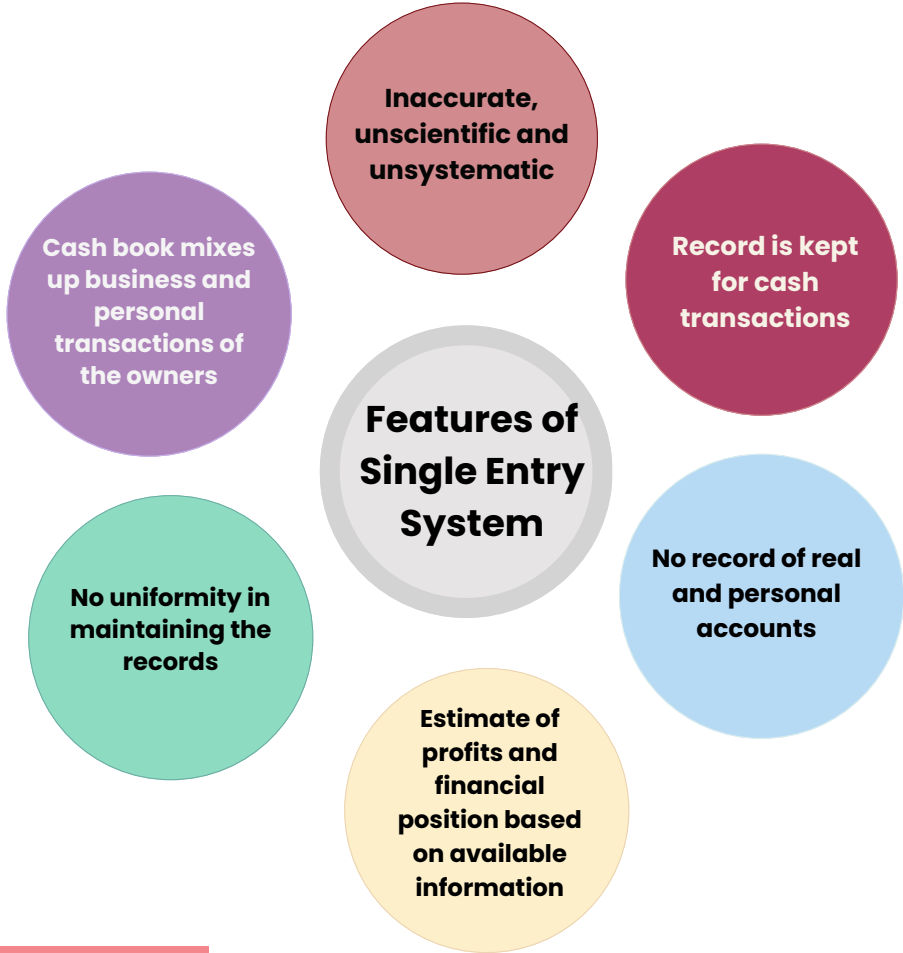 Inaccurate,
unscientific and
unsystematic
Cash book mixes
up business and
personal
transactions of
the owners
Record is kept
for cash
transactions
Features of
Single Entry
System
No uniformity in
maintaining the
records
No record of real
and personal
accounts
Estimate of
profits and
financial
position based
on available
information